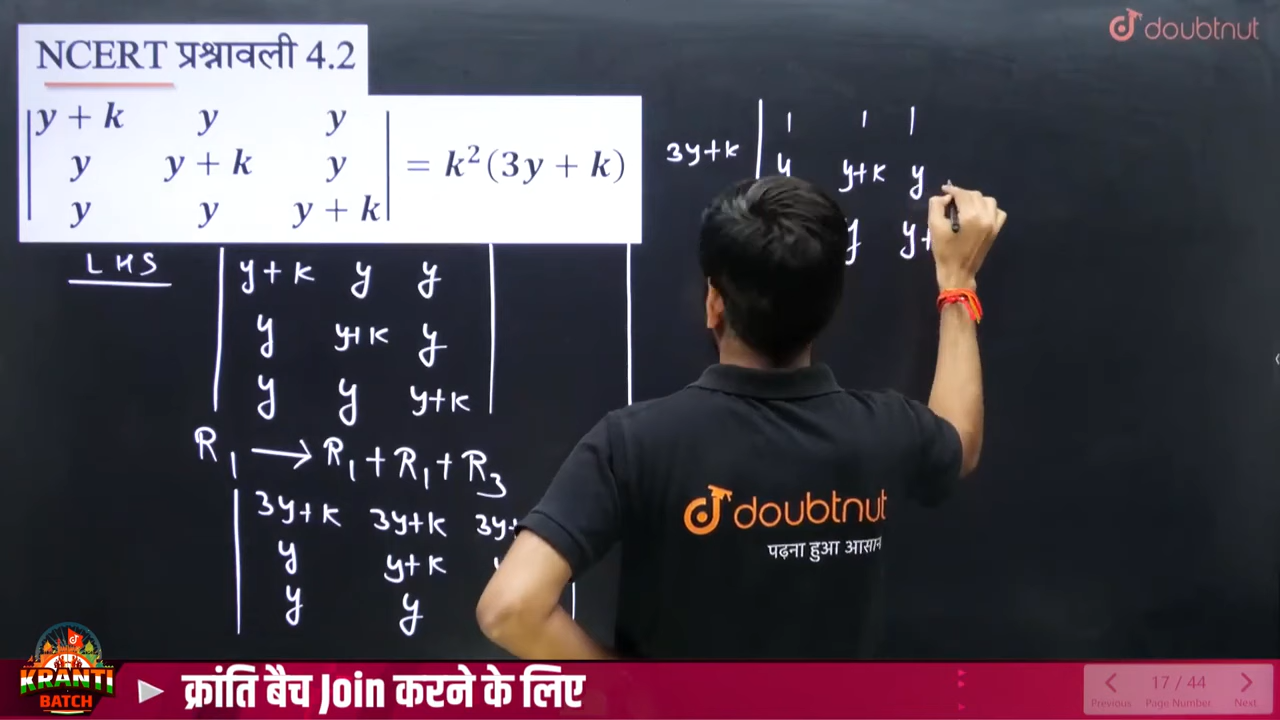 NCERT प्रश्नावली 4.2
y + k y y
y y + k y = k²(3y + k)
y y y + k
LHS
y+k y y
y y+k y
y y y+k
R₁ → R₁ + R₁ + R₃
3y+k 3y+k 3y+
y y+k
y y
1 1 1
3y+k y y+k y
y y+
doubtnut
doubtnut
पढ़ना हुआ आसान
KRANTI
BATCH
क्रांति बैच Join करने के लिए
17 / 44
Previous Page Number Next